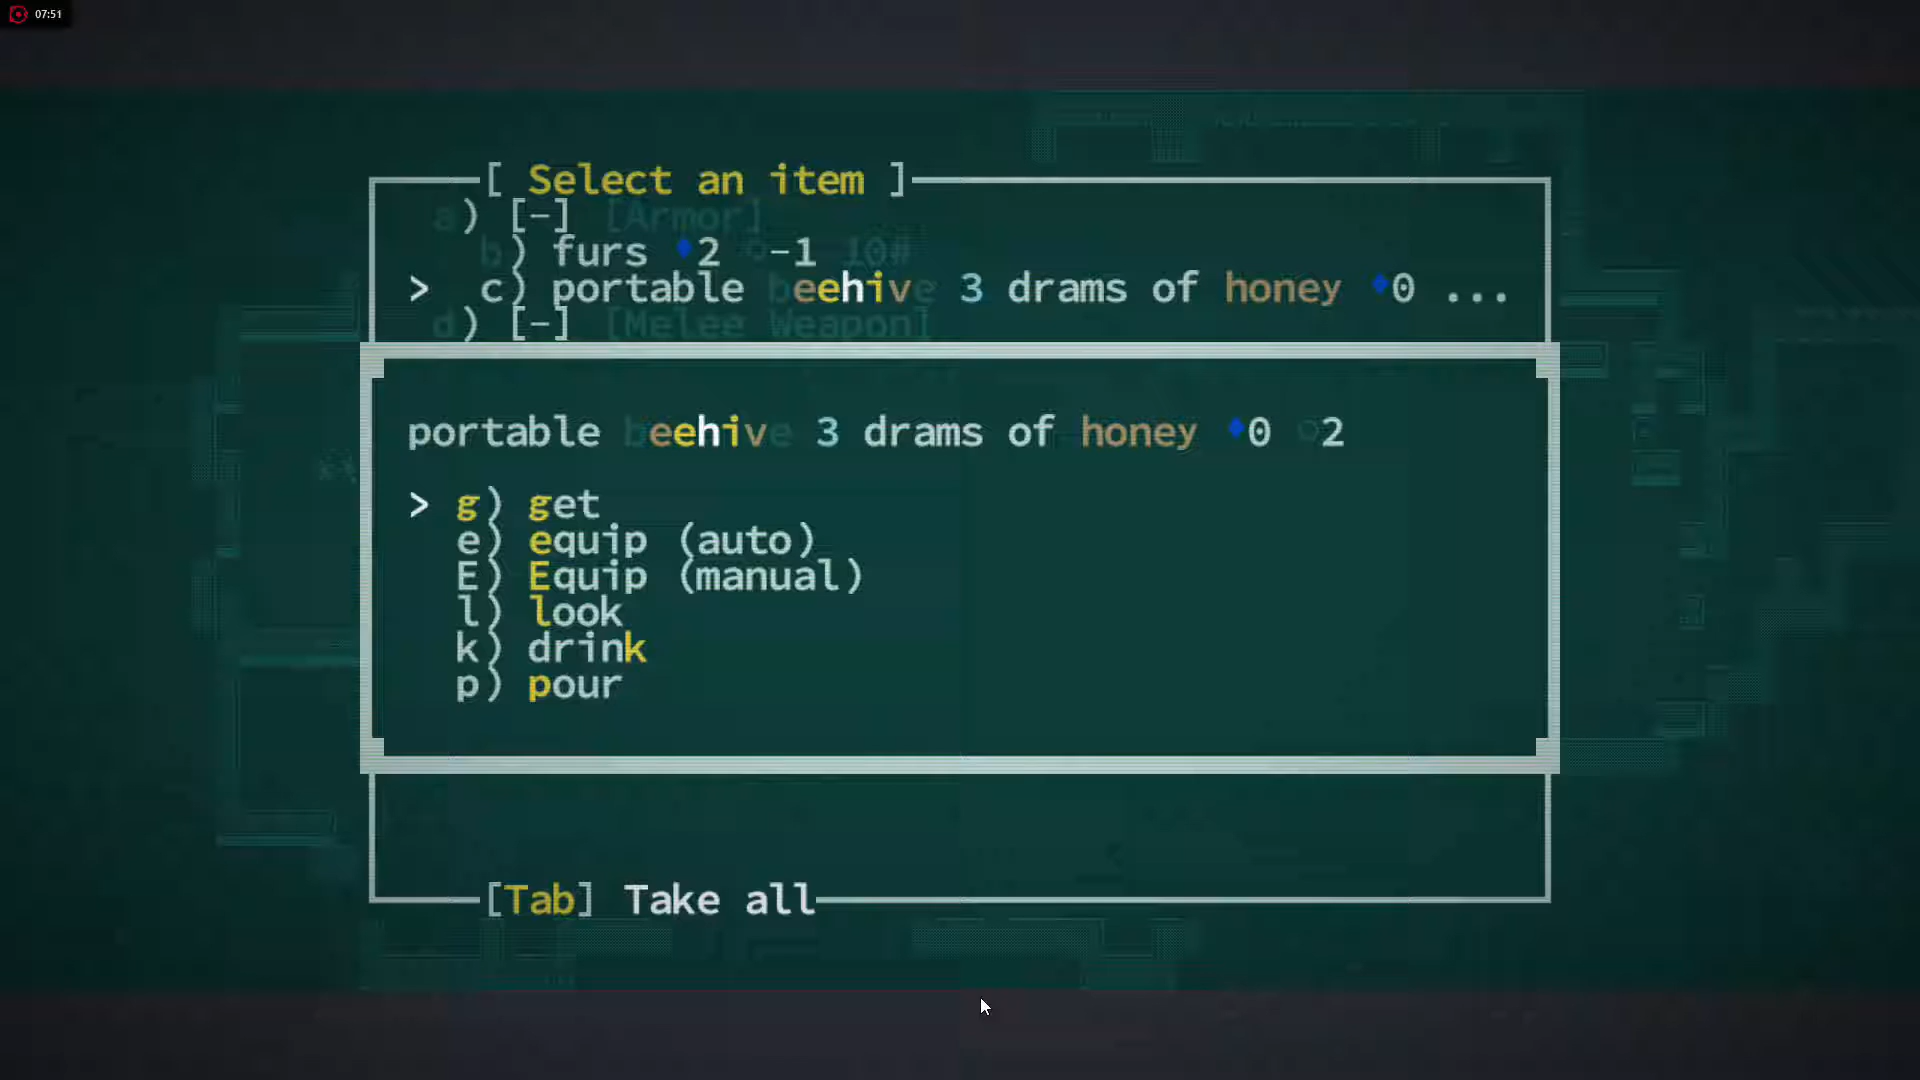 07:51
[ Select an item ]
a) [-] [Armor]
b) furs ♦2 ○-1 10#
> c) portable beehive 3 drams of honey ♦0 ...
d) [-] [Melee Weapon]
portable beehive 3 drams of honey ♦0 ○2
> g) get
e) equip (auto)
E) Equip (manual)
l) look
k) drink
p) pour
[Tab] Take all